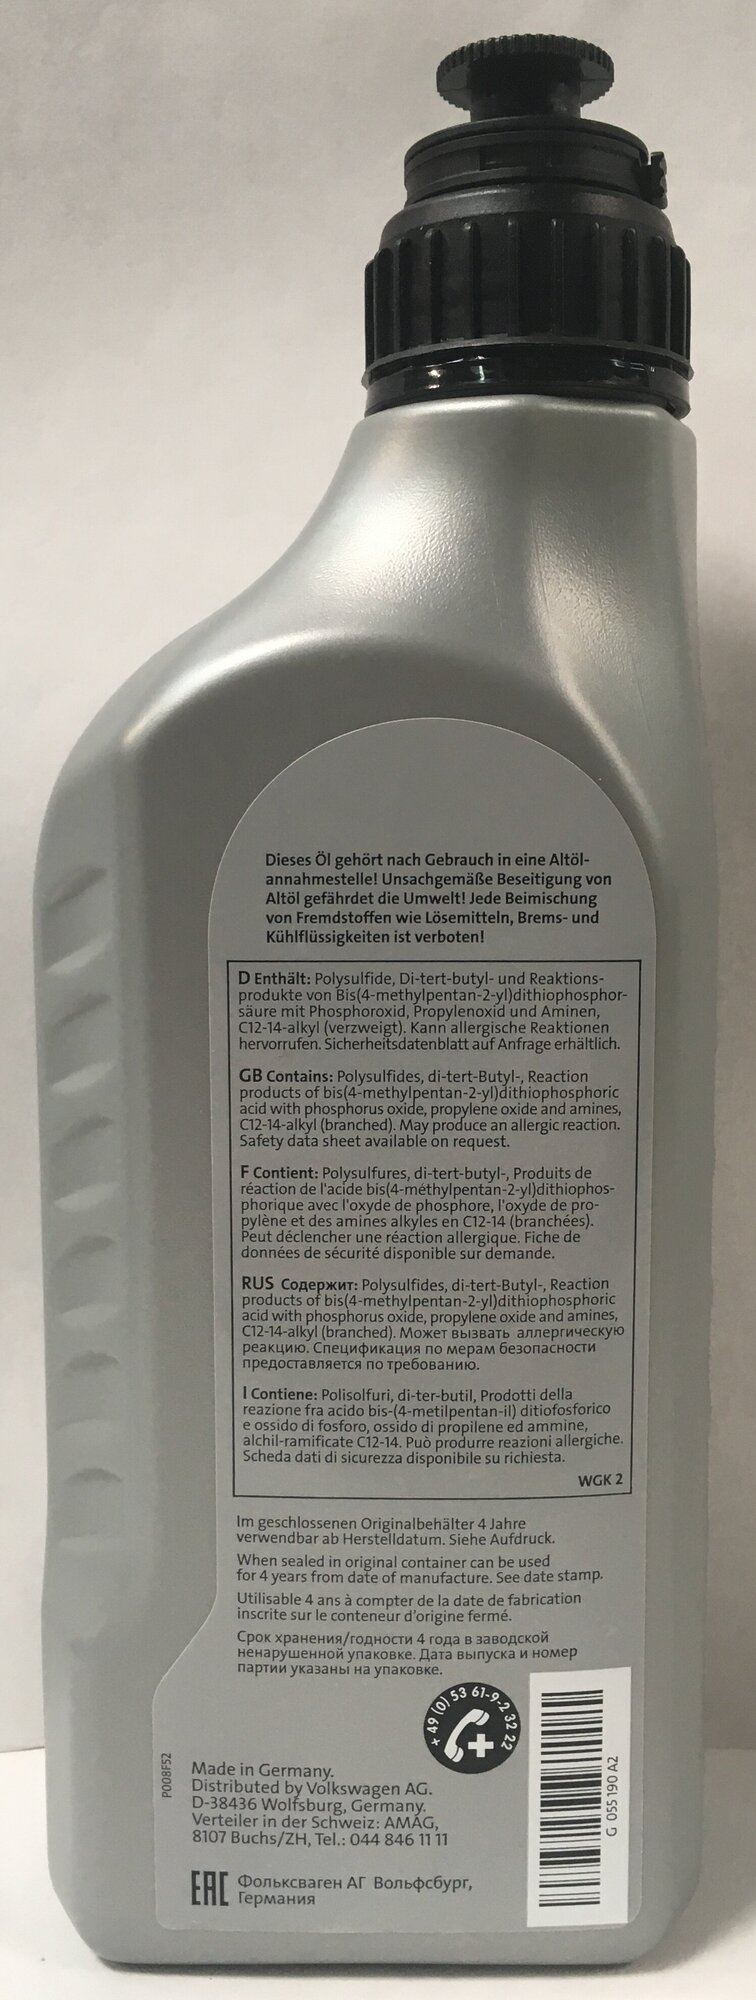 Dieses Öl gehört nach Gebrauch in eine Altöl-
annahmestelle! Unsachgemäße Beseitigung von
Altöl gefährdet die Umwelt! Jede Beimischung
von Fremdstoffen wie Lösemitteln, Brems- und
Kühlflüssigkeiten ist verboten!
D Enthält: Polysulfide, Di-tert-butyl- und Reaktions-
produkte von Bis(4-methylpentan-2-yl)dithiophosphor-
säure mit Phosphoroxid, Propylenoxid und Aminen,
C12-14-alkyl (verzweigt). Kann allergische Reaktionen
hervorrufen. Sicherheitsdatenblatt auf Anfrage erhältlich.
GB Contains: Polysulfides, di-tert-Butyl-, Reaction
products of bis(4-methylpentan-2-yl)dithiophosphoric
acid with phosphorus oxide, propylene oxide and amines,
C12-14-alkyl (branched). May produce an allergic reaction.
Safety data sheet available on request.
F Contient: Polysulfures, di-tert-butyl-, Produits de
réaction de l'acide bis(4-méthylpentan-2-yl)dithiophos-
phorique avec l'oxyde de phosphore, l'oxyde de pro-
pylène et des amines alkyles en C12-14 (branchées).
Peut déclencher une réaction allergique. Fiche de
données de sécurité disponible sur demande.
RUS Содержит: Polysulfides, di-tert-Butyl-, Reaction
products of bis(4-methylpentan-2-yl)dithiophosphoric
acid with phosphorus oxide, propylene oxide and amines,
C12-14-alkyl (branched). Может вызвать аллергическую
реакцию. Спецификация по мерам безопасности
предоставляется по требованию.
I Contiene: Polisolfuri, di-ter-butil, Prodotti della
reazione fra acido bis-(4-metilpentan-il) ditiofosforico
e ossido di fosforo, ossido di propilene ed ammine,
alchil-ramificate C12-14. Può produrre reazioni allergiche.
Scheda dati di sicurezza disponibile su richiesta.
WGK 2
Im geschlossenen Originalbehälter 4 Jahre
verwendbar ab Herstelldatum. Siehe Aufdruck.
When sealed in original container can be used
for 4 years from date of manufacture. See date stamp.
Utilisable 4 ans à compter de la date de fabrication
inscrite sur le conteneur d'origine fermé.
Срок хранения/годности 4 года в заводской
ненарушенной упаковке. Дата выпуска и номер
партии указаны на упаковке.
+ 49 (0) 53 61-9-2 32 22
P008F52
Made in Germany.
Distributed by Volkswagen AG.
D-38436 Wolfsburg, Germany.
Verteiler in der Schweiz: AMAG,
8107 Buchs/ZH, Tel.: 044 846 11 11
G 055 190 A2
EAC Фольксваген АГ Вольфсбург,
Германия